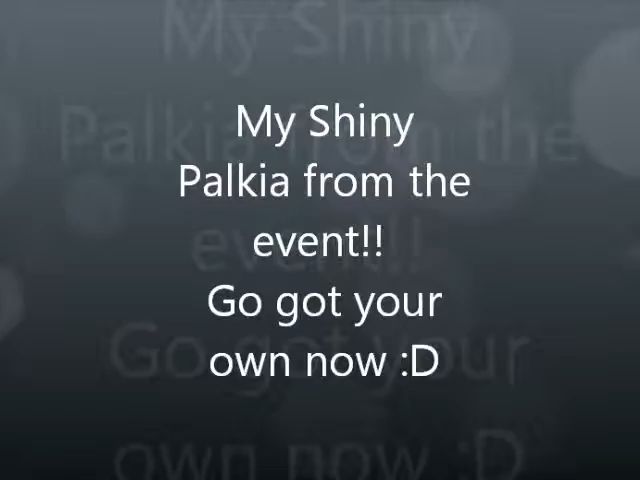 My Shiny
Palkia from the
event!!
Go got your
own now :D